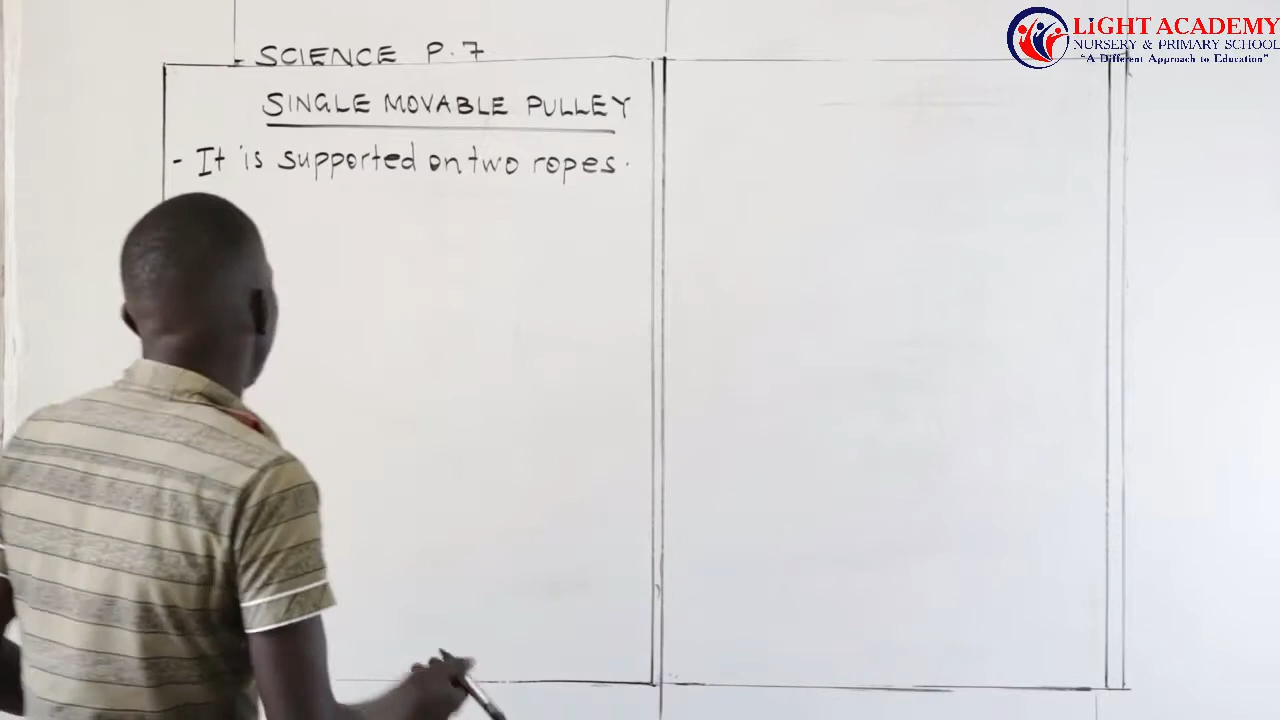 - SCIENCE P.7
SINGLE MOVABLE PULLEY
- It is supported on two ropes.
LIGHT ACADEMY
NURSERY & PRIMARY SCHOOL
"A Different Approach to Education"